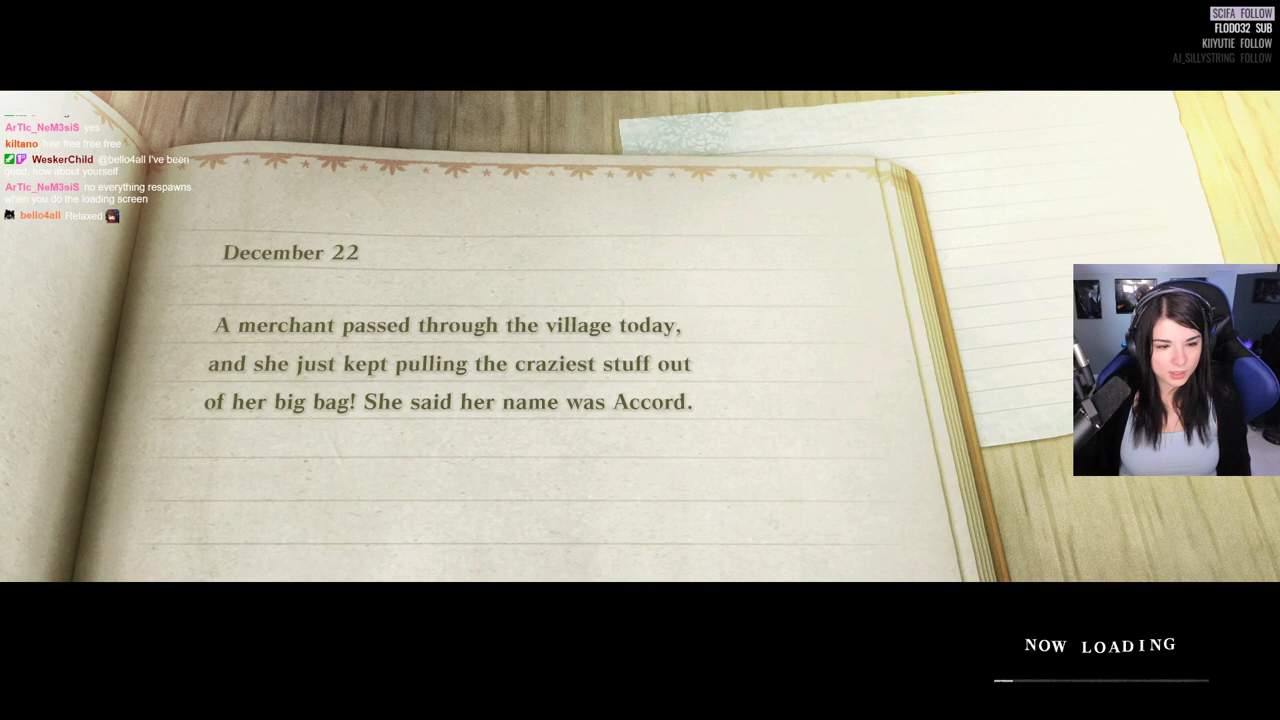 SCIFA FOLLOW
FLODO32 SUB
KIIYUTIE FOLLOW
AJ_SILLYSTRING FOLLOW
ArTIc_NeM3siS yes
kiltano free free free free
WeskerChild @bello4all I've been
good, how about yourself
ArTIc_NeM3siS no everything respawns
when you do the loading screen
bello4all Relaxed
December 22
A merchant passed through the village today,
and she just kept pulling the craziest stuff out
of her big bag! She said her name was Accord.
NOW LOADING